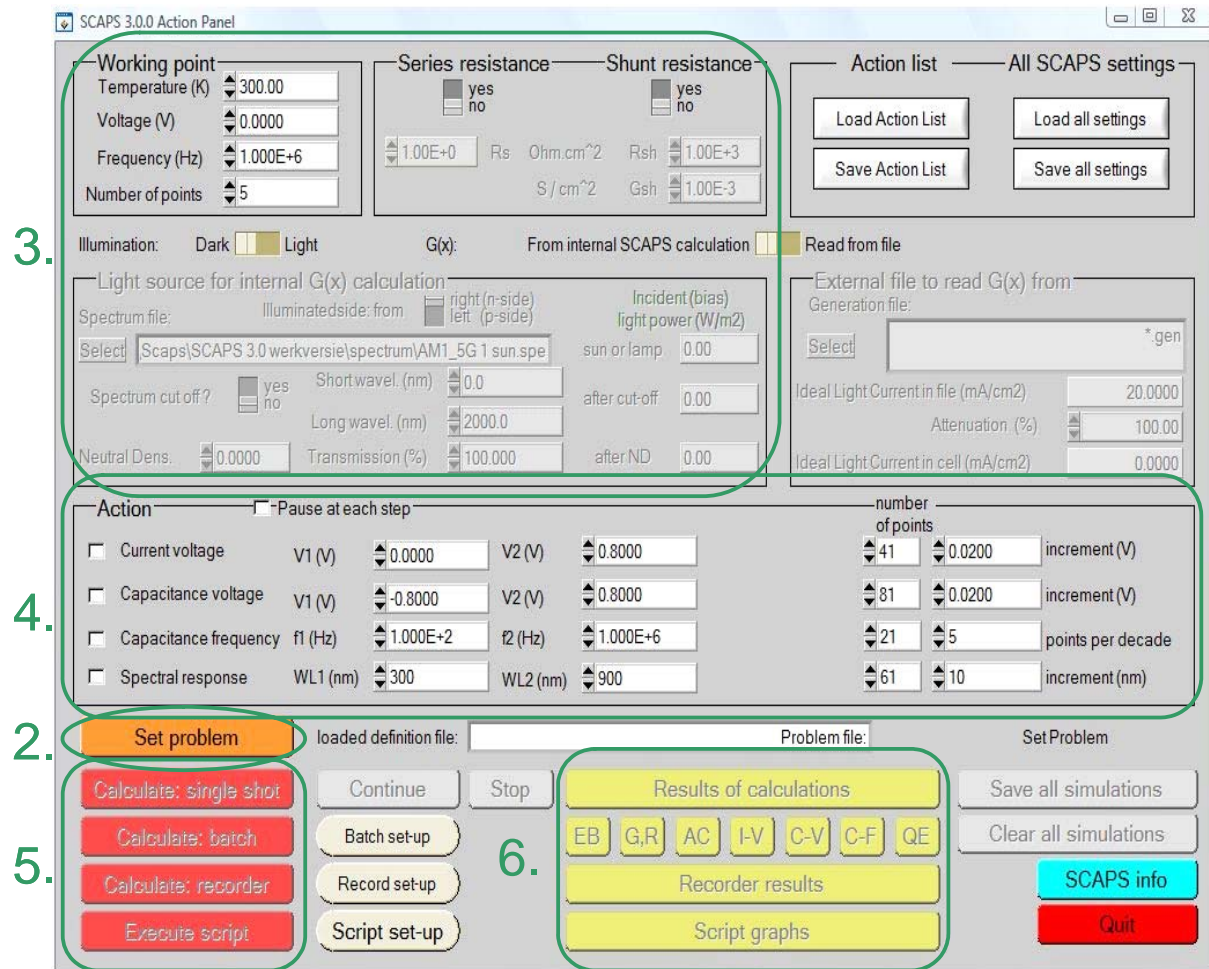 SCAPS 3.0.0 Action Panel
Working point
Temperature (K) 300.00
Voltage (V) 0.0000
Frequency (Hz) 1.000E+6
Number of points 5
Series resistance Shunt resistance
yes yes
no no
1.00E+0 Rs Ohm.cm^2 Rsh 1.00E+3
S / cm^2 Gsh 1.00E-3
Action list All SCAPS settings
Load Action List Load all settings
Save Action List Save all settings
3.
Illumination: Dark Light G(x): From internal SCAPS calculation Read from file
Light source for internal G(x) calculation
Spectrum file: Illuminatedside: from right (n-side)
left (p-side)
Incident (bias)
light power (W/m2)
Select Scaps\SCAPS 3.0 werkversie\spectrum\AM1_5G 1 sun.spe sun or lamp 0.00
Spectrum cut off ? yes
no
Short wavel. (nm) 0.0
Long wavel. (nm) 2000.0
after cut-off 0.00
Neutral Dens. 0.0000 Transmission (%) 100.000 after ND 0.00
External file to read G(x) from
Generation file:
Select *.gen
Ideal Light Current in file (mA/cm2) 20.0000
Attenuation (%) 100.00
Ideal Light Current in cell (mA/cm2) 0.0000
4.
Action Pause at each step number
of points
Current voltage V1 (V) 0.0000 V2 (V) 0.8000 41 0.0200 increment (V)
Capacitance voltage V1 (V) -0.8000 V2 (V) 0.8000 81 0.0200 increment (V)
Capacitance frequency f1 (Hz) 1.000E+2 f2 (Hz) 1.000E+6 21 5 points per decade
Spectral response WL1 (nm) 300 WL2 (nm) 900 61 10 increment (nm)
2.
Set problem loaded definition file: Problem file: Set Problem
5.
Calculate: single shot Continue Stop
Calculate: batch Batch set-up
Calculate: recorder Record set-up
Execute script Script set-up
6.
Results of calculations
EB G,R AC I-V C-V C-F QE
Recorder results
Script graphs
Save all simulations
Clear all simulations
SCAPS info
Quit